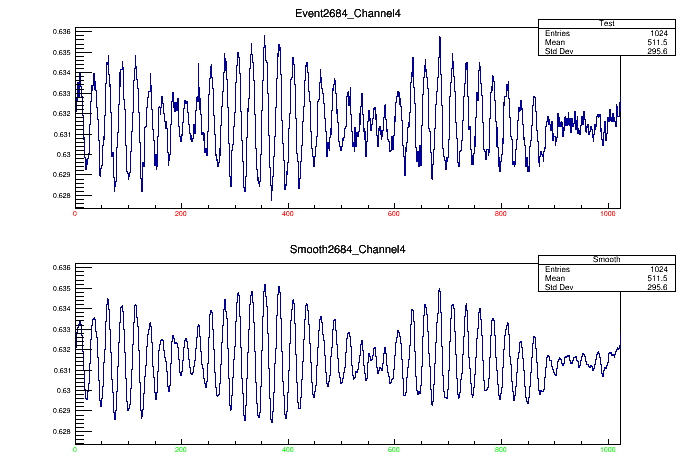 Event2684_Channel4
Test
Entries 1024
Mean 511.5
Std Dev 295.6
0.636
0.635
0.634
0.633
0.632
0.631
0.63
0.629
0.628
0 200 400 600 800 1000
Smooth2684_Channel4
Smooth
Entries 1024
Mean 511.5
Std Dev 295.6
0.636
0.635
0.634
0.633
0.632
0.631
0.63
0.629
0.628
0 200 400 600 800 1000